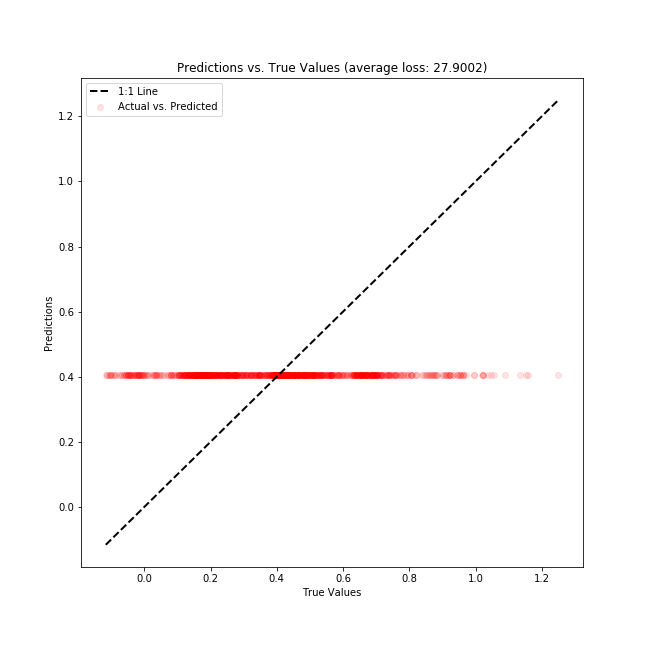 Predictions vs. True Values (average loss: 27.9002)
1:1 Line
Actual vs. Predicted
1.2
1.0
0.8
0.6
0.4
0.2
0.0
Predictions
0.0 0.2 0.4 0.6 0.8 1.0 1.2
True Values